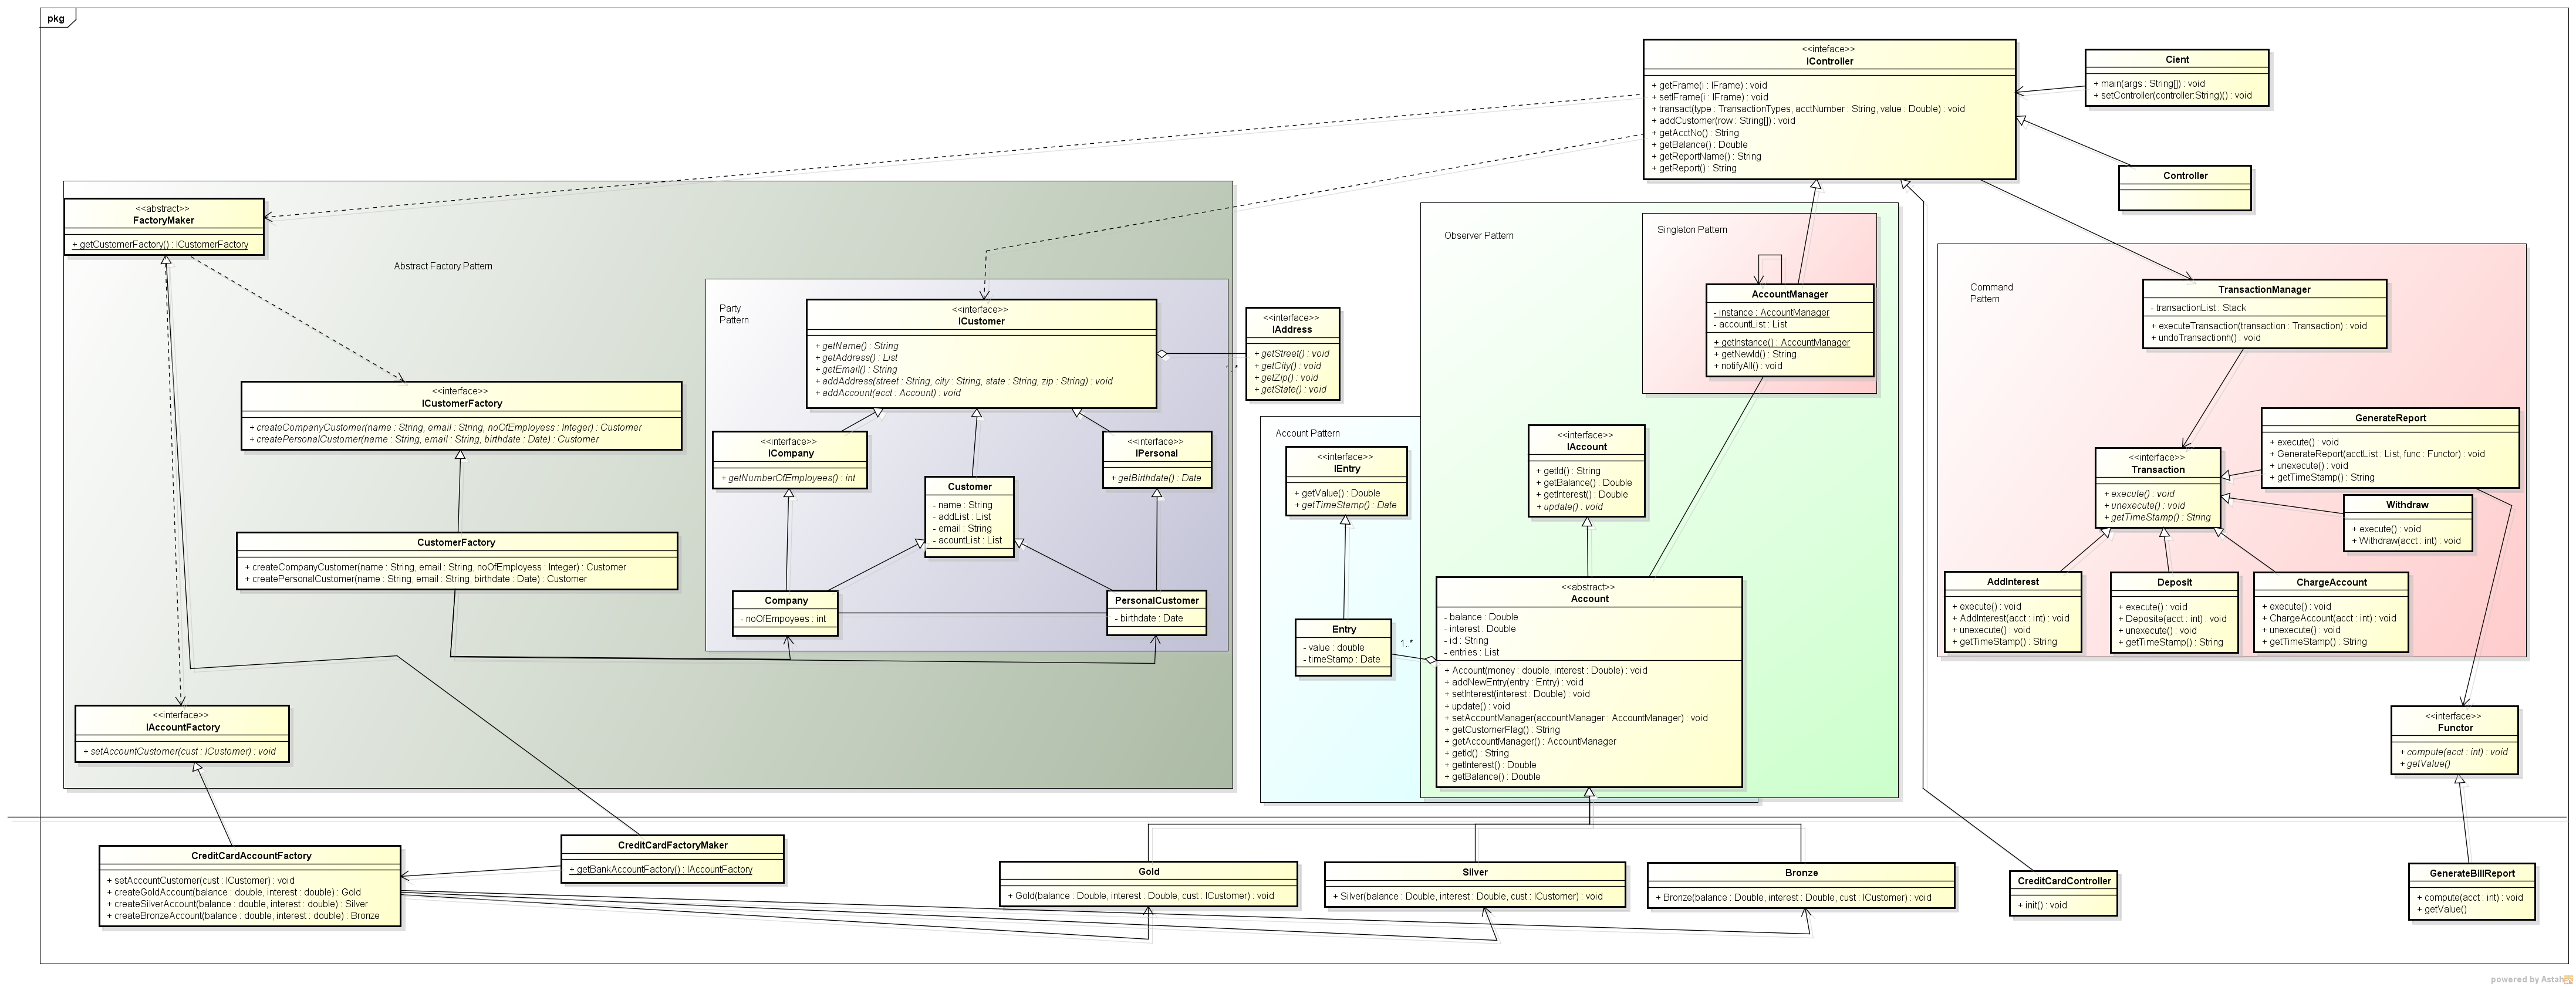 pkg
<<inteface>>
IController
+ getFrame(i : IFrame) : void
+ setIFrame(i : IFrame) : void
+ transact(type : TransactionTypes, acctNumber : String, value : Double) : void
+ addCustomer(row : String[]) : void
+ getAcctNo() : String
+ getBalance() : Double
+ getReportName() : String
+ getReport() : String
Cient
+ main(args : String[]) : void
+ setController(controller:String)() : void
Controller
<<abstract>>
FactoryMaker
+ getCustomerFactory() : ICustomerFactory
Abstract Factory Pattern
<<interface>>
ICustomerFactory
+ createCompanyCustomer(name : String, email : String, noOfEmployess : Integer) : Customer
+ createPersonalCustomer(name : String, email : String, birthdate : Date) : Customer
CustomerFactory
+ createCompanyCustomer(name : String, email : String, noOfEmployess : Integer) : Customer
+ createPersonalCustomer(name : String, email : String, birthdate : Date) : Customer
<<interface>>
IAccountFactory
+ setAccountCustomer(cust : ICustomer) : void
Party
Pattern
<<interface>>
ICustomer
+ getName() : String
+ getAddress() : List
+ getEmail() : String
+ addAddress(street : String, city : String, state : String, zip : String) : void
+ addAccount(acct : Account) : void
<<interface>>
IAddress
+ getStreet() : void
+ getCity() : void
+ getZip() : void
+ getState() : void
<<interface>>
ICompany
+ getNumberOfEmployees() : int
<<interface>>
IPersonal
+ getBirthdate() : Date
Customer
- name : String
- addList : List
- email : String
- acountList : List
Company
- noOfEmpoyees : int
PersonalCustomer
- birthdate : Date
Observer Pattern
Singleton Pattern
AccountManager
- instance : AccountManager
- accountList : List
+ getInstance() : AccountManager
+ getNewId() : String
+ notifyAll() : void
Account Pattern
<<interface>>
IEntry
+ getValue() : Double
+ getTimeStamp() : Date
<<interface>>
IAccount
+ getId() : String
+ getBalance() : Double
+ getInterest() : Double
+ update() : void
Entry
- value : double
- timeStamp : Date
1..*
<<abstract>>
Account
- balance : Double
- interest : Double
- id : String
- entries : List
+ Account(money : double, interest : Double) : void
+ addNewEntry(entry : Entry) : void
+ setInterest(interest : Double) : void
+ update() : void
+ setAccountManager(accountManager : AccountManager) : void
+ getCustomerFlag() : String
+ getAccountManager() : AccountManager
+ getId() : String
+ getInterest() : Double
+ getBalance() : Double
Command
Pattern
TransactionManager
- transactionList : Stack
+ executeTransaction(transaction : Transaction) : void
+ undoTransactionh() : void
GenerateReport
+ execute() : void
+ GenerateReport(acctList : List, func : Functor) : void
+ unexecute() : void
+ getTimeStamp() : String
<<interface>>
Transaction
+ execute() : void
+ unexecute() : void
+ getTimeStamp() : String
Withdraw
+ execute() : void
+ Withdraw(acct : int) : void
AddInterest
+ execute() : void
+ AddInterest(acct : int) : void
+ unexecute() : void
+ getTimeStamp() : String
Deposit
+ execute() : void
+ Deposite(acct : int) : void
+ unexecute() : void
+ getTimeStamp() : String
ChargeAccount
+ execute() : void
+ ChargeAccount(acct : int) : void
+ unexecute() : void
+ getTimeStamp() : String
<<interface>>
Functor
+ compute(acct : int) : void
+ getValue()
CreditCardAccountFactory
+ setAccountCustomer(cust : ICustomer) : void
+ createGoldAccount(balance : double, interest : double) : Gold
+ createSilverAccount(balance : double, interest : double) : Silver
+ createBronzeAccount(balance : double, interest : double) : Bronze
CreditCardFactoryMaker
+ getBankAccountFactory() : IAccountFactory
Gold
+ Gold(balance : Double, interest : Double, cust : ICustomer) : void
Silver
+ Silver(balance : Double, interest : Double, cust : ICustomer) : void
Bronze
+ Bronze(balance : Double, interest : Double, cust : ICustomer) : void
CreditCardController
+ init() : void
GenerateBillReport
+ compute(acct : int) : void
+ getValue()
powered by Astah